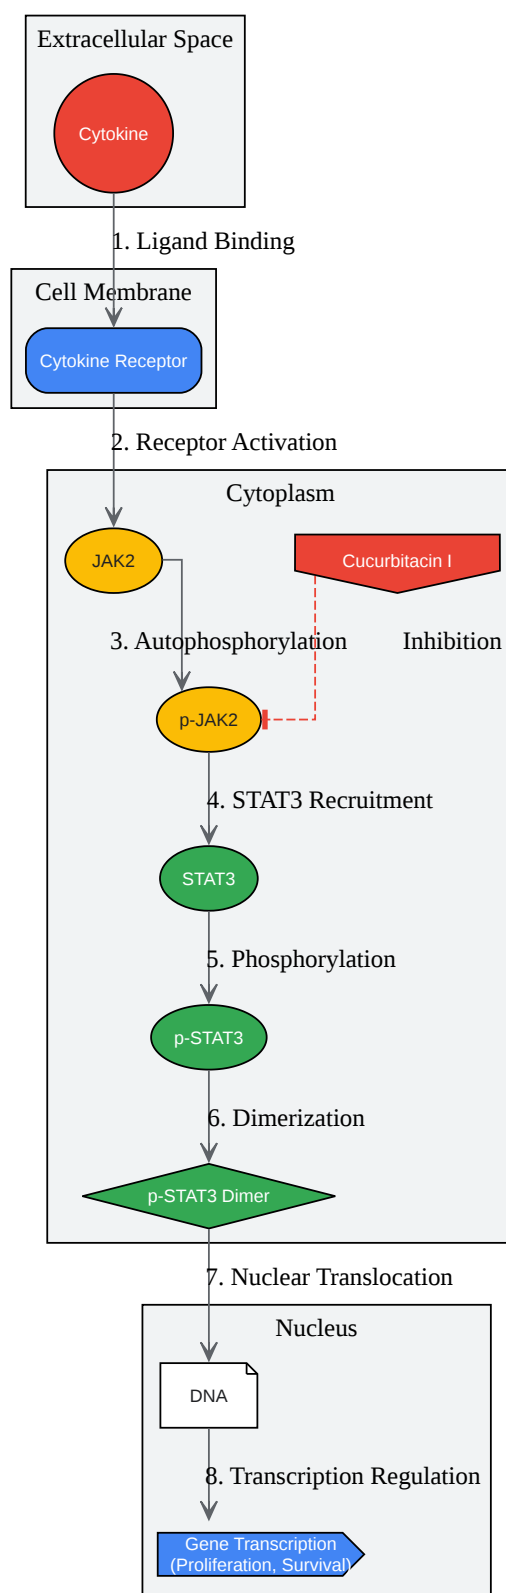 Extracellular Space
Cytokine
1. Ligand Binding
Cell Membrane
Cytokine Receptor
2. Receptor Activation
Cytoplasm
JAK2
Cucurbitacin I
3. Autophosphorylation
Inhibition
p-JAK2
4. STAT3 Recruitment
STAT3
5. Phosphorylation
p-STAT3
6. Dimerization
p-STAT3 Dimer
7. Nuclear Translocation
Nucleus
DNA
8. Transcription Regulation
Gene Transcription
(Proliferation, Survival)